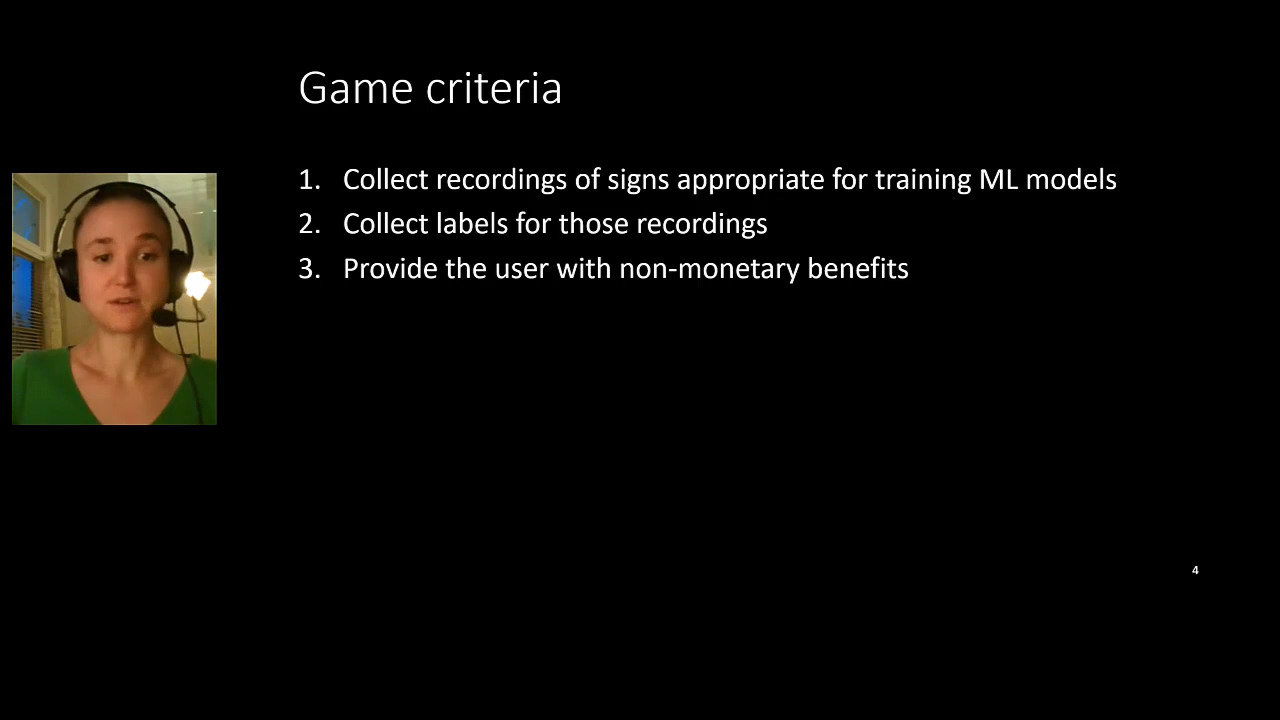 Game criteria
1. Collect recordings of signs appropriate for training ML models
2. Collect labels for those recordings
3. Provide the user with non-monetary benefits
4